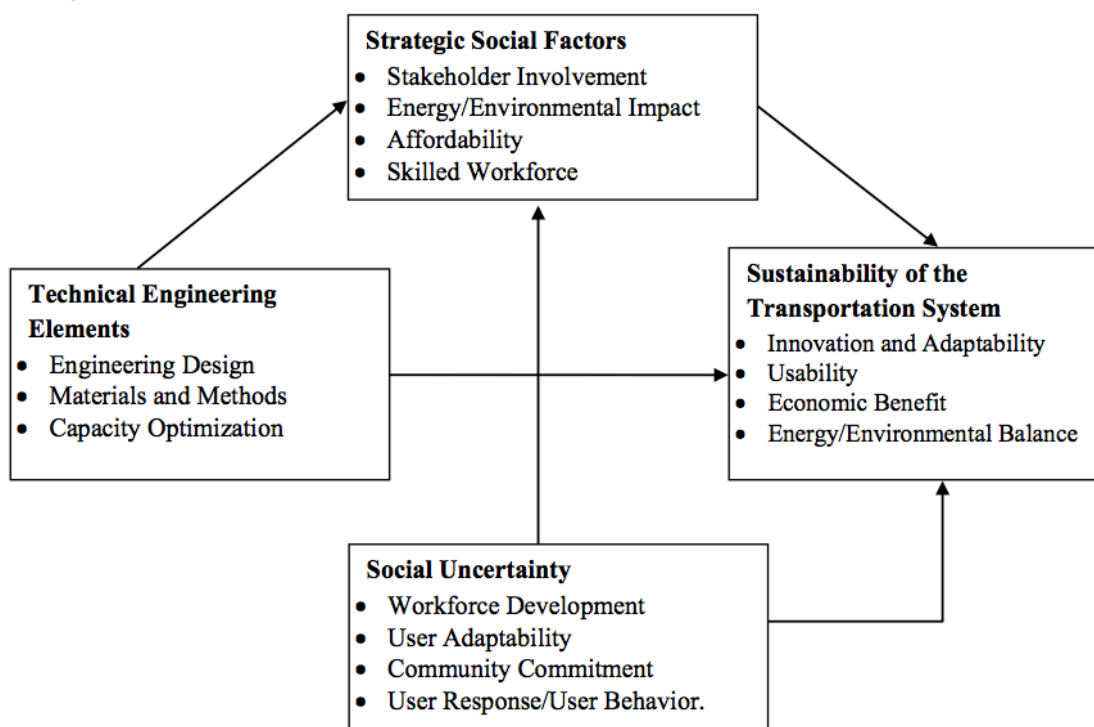 Strategic Social Factors
• Stakeholder Involvement
• Energy/Environmental Impact
• Affordability
• Skilled Workforce
Technical Engineering
Elements
• Engineering Design
• Materials and Methods
• Capacity Optimization
Sustainability of the
Transportation System
• Innovation and Adaptability
• Usability
• Economic Benefit
• Energy/Environmental Balance
Social Uncertainty
• Workforce Development
• User Adaptability
• Community Commitment
• User Response/User Behavior.